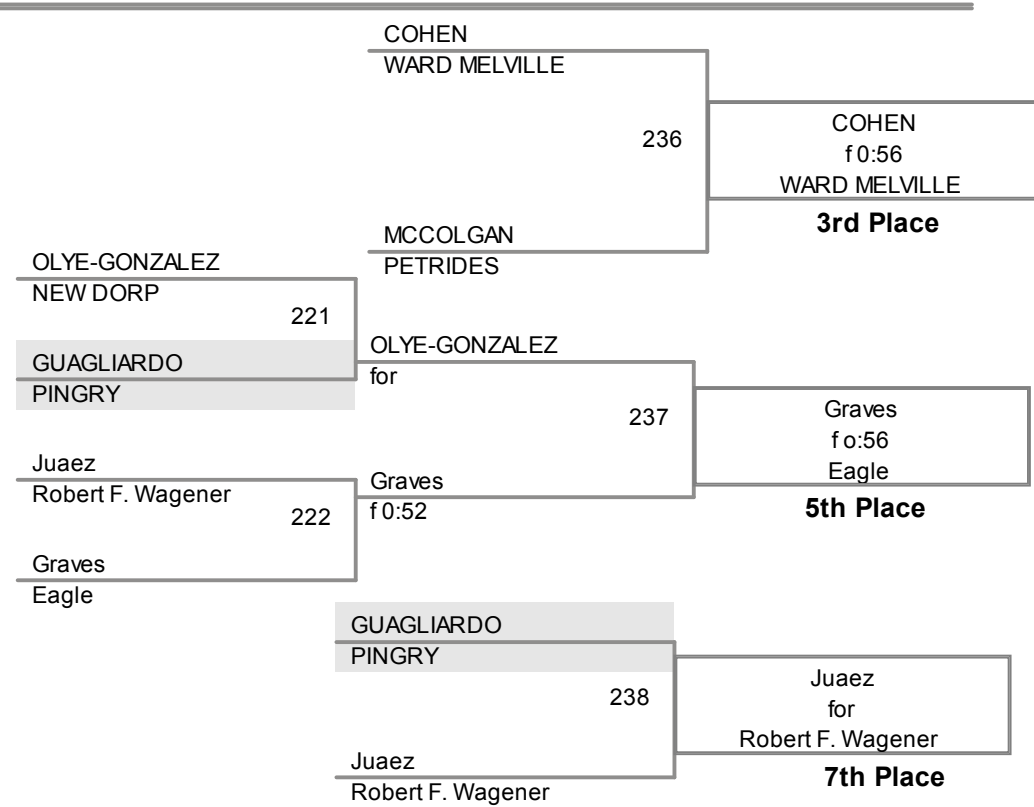 COHEN
WARD MELVILLE
236
COHEN
f 0:56
WARD MELVILLE
3rd Place
MCCOLGAN
PETRIDES
OLYE-GONZALEZ
NEW DORP
221
GUAGLIARDO
PINGRY
OLYE-GONZALEZ
for
237
Graves
f o:56
Eagle
5th Place
Juaez
Robert F. Wagener
222
Graves
f 0:52
Graves
Eagle
GUAGLIARDO
PINGRY
238
Juaez
for
Robert F. Wagener
7th Place
Juaez
Robert F. Wagener